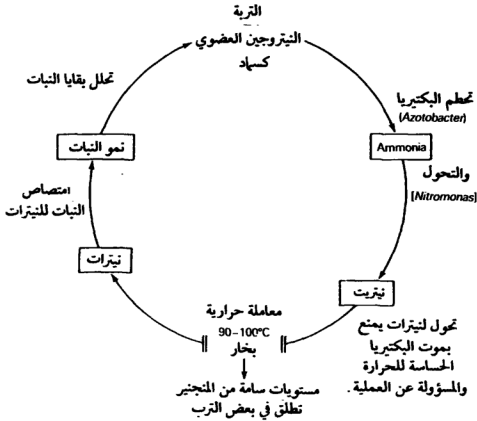 التربة
النيتروجين العضوي
كسماد
تحطم البكتيريا
(Azotobacter)
Ammonia
والتحول
[Nitromonas]
نيتريت
تحول لنيترات يمنع
بموت البكتيريا
الحساسة للحرارة
والمسؤولة عن العملية .
معاملة حرارية
90–100°C
بخار
مستويات سامة من المنجنيز
تطلق في بعض الترب
نيترات
امتصاص
النبات للنيترات
نمو النبات
تحلل بقايا النبات